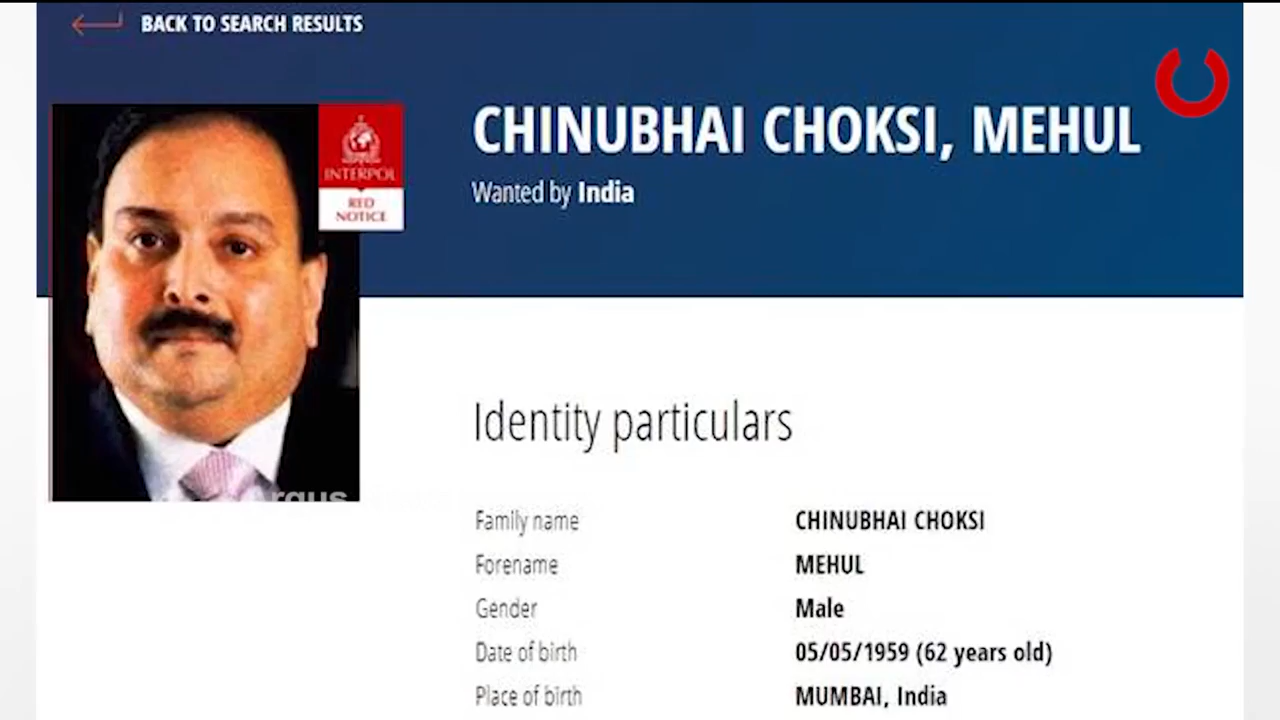 BACK TO SEARCH RESULTS
INTERPOL
RED
NOTICE
CHINUBHAI CHOKSI, MEHUL
Wanted by India
Identity particulars
Family name CHINUBHAI CHOKSI
Forename MEHUL
Gender Male
Date of birth 05/05/1959 (62 years old)
Place of birth MUMBAI, India